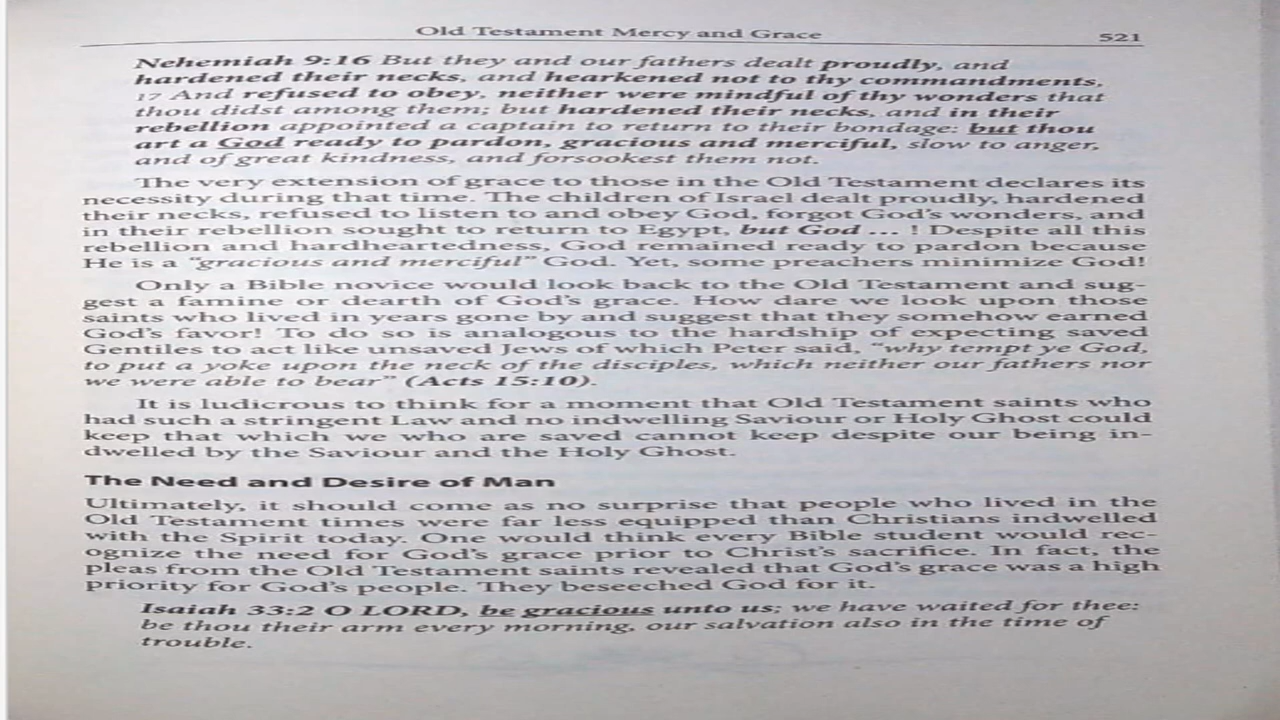 Old Testament Mercy and Grace
521
Nehemiah 9:16 But they and our fathers dealt proudly, and
hardened their necks, and hearkened not to thy commandments,
17 And refused to obey, neither were mindful of thy wonders that
thou didst among them; but hardened their necks, and in their
rebellion appointed a captain to return to their bondage: but thou
art a God ready to pardon, gracious and merciful, slow to anger,
and of great kindness, and forsookest them not.
The very extension of grace to those in the Old Testament declares its
necessity during that time. The children of Israel dealt proudly, hardened
their necks, refused to listen to and obey God, forgot God's wonders, and
in their rebellion sought to return to Egypt, but God ... ! Despite all this
rebellion and hardheartedness, God remained ready to pardon because
He is a "gracious and merciful" God. Yet, some preachers minimize God!
Only a Bible novice would look back to the Old Testament and sug-
gest a famine or dearth of God's grace. How dare we look upon those
saints who lived in years gone by and suggest that they somehow earned
God's favor! To do so is analogous to the hardship of expecting saved
Gentiles to act like unsaved Jews of which Peter said, "why tempt ye God,
to put a yoke upon the neck of the disciples, which neither our fathers nor
we were able to bear" (Acts 15:10).
It is ludicrous to think for a moment that Old Testament saints who
had such a stringent Law and no indwelling Saviour or Holy Ghost could
keep that which we who are saved cannot keep despite our being in-
dwelled by the Saviour and the Holy Ghost.
The Need and Desire of Man
Ultimately, it should come as no surprise that people who lived in the
Old Testament times were far less equipped than Christians indwelled
with the Spirit today. One would think every Bible student would rec-
ognize the need for God's grace prior to Christ's sacrifice. In fact, the
pleas from the Old Testament saints revealed that God's grace was a high
priority for God's people. They beseeched God for it.
Isaiah 33:2 O LORD, be gracious unto us; we have waited for thee:
be thou their arm every morning, our salvation also in the time of
trouble.